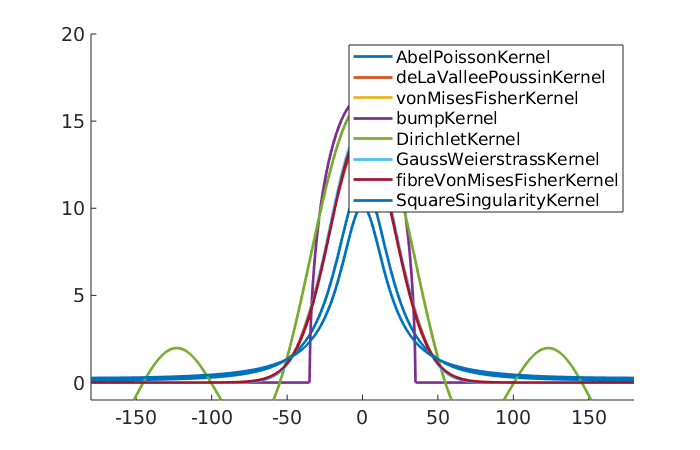 20
15
10
5
0
AbelPoissonKernel
deLaValleePoussinKernel
vonMisesFisherKernel
bumpKernel
DirichletKernel
GaussWeierstrassKernel
fibreVonMisesFisherKernel
SquareSingularityKernel
-150 -100 -50 0 50 100 150